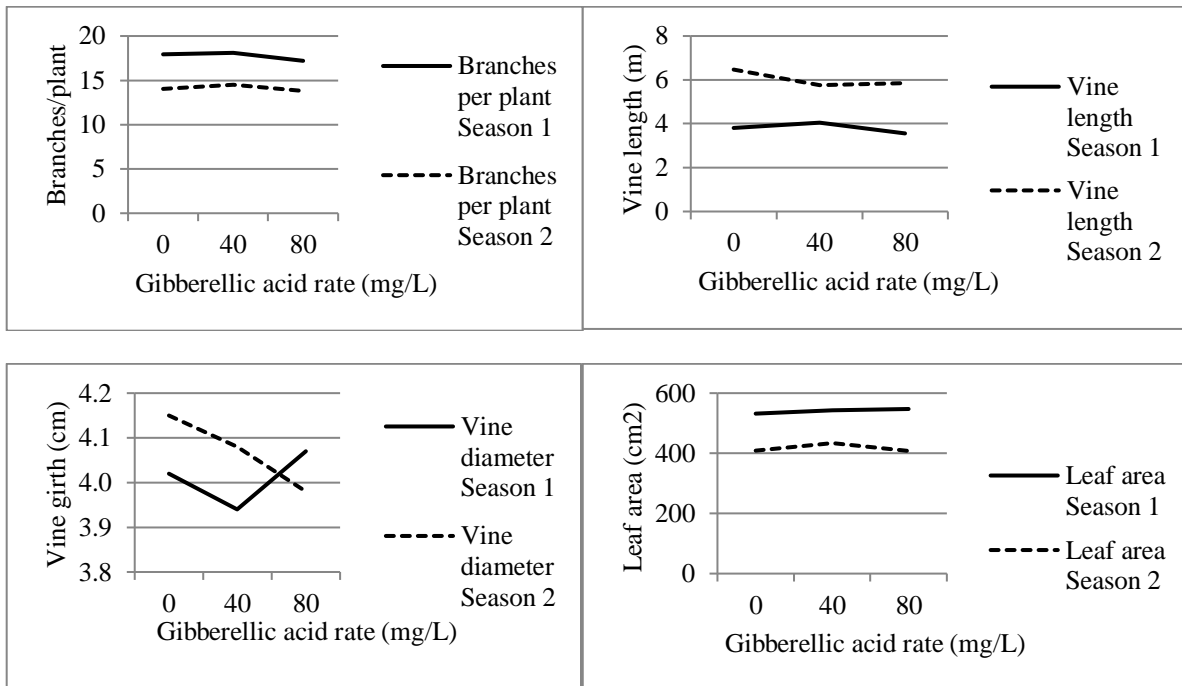 20
15
10
5
0
Branches/plant
0 40 80
Gibberellic acid rate (mg/L)
Branches
per plant
Season 1
Branches
per plant
Season 2
8
6
4
2
0
Vine length (m)
0 40 80
Gibberellic acid rate (mg/L)
Vine
length
Season 1
Vine
length
Season 2
4.2
4.1
4.0
3.9
3.8
Vine girth (cm)
0 40 80
Gibberellic acid rate (mg/L)
Vine
diameter
Season 1
Vine
diameter
Season 2
600
400
200
0
Leaf area (cm2)
0 40 80
Gibberellic acid rate (mg/L)
Leaf area
Season 1
Leaf area
Season 2